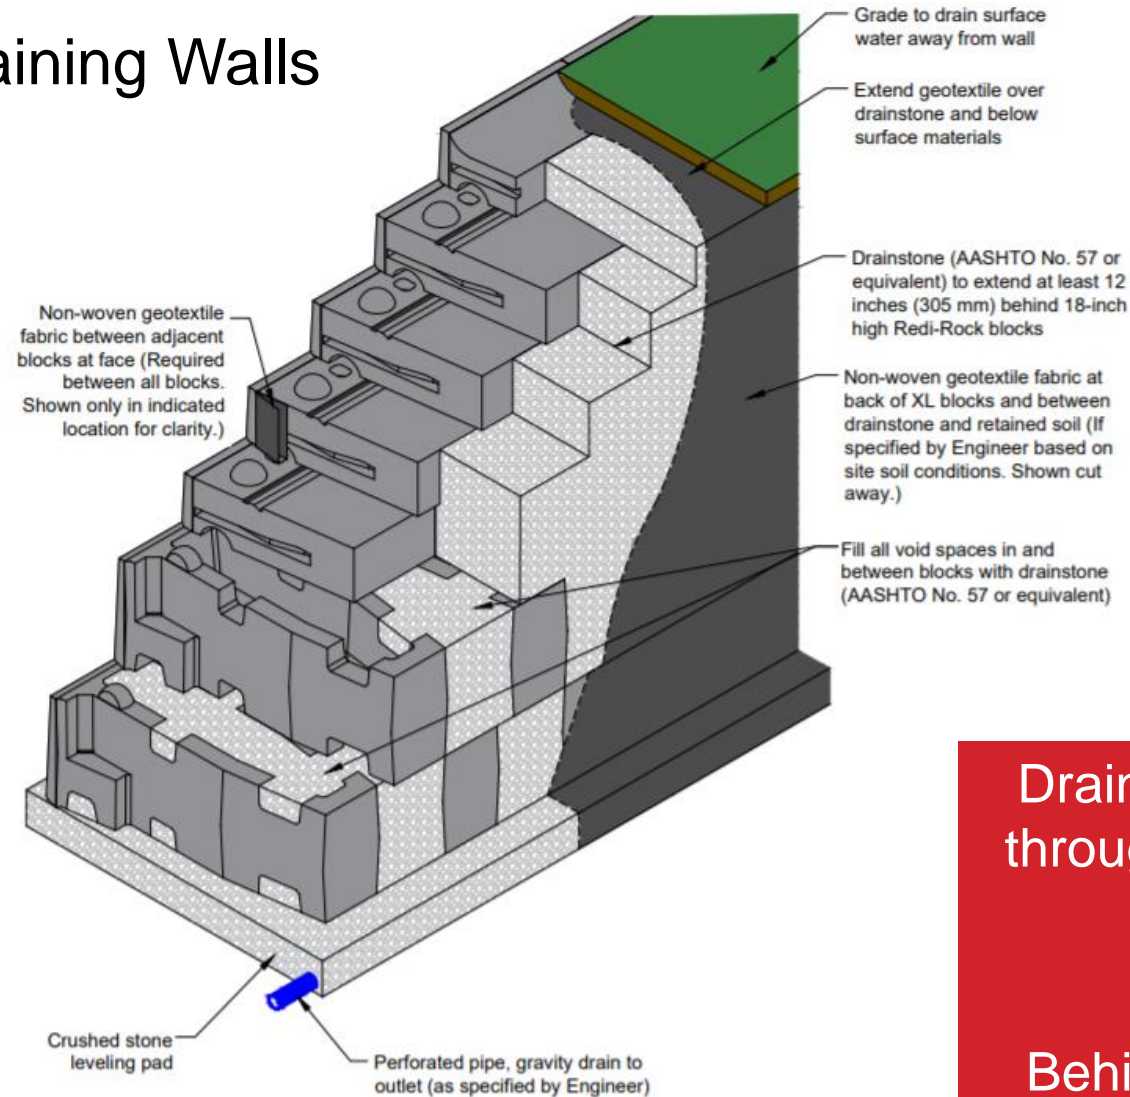 aining Walls
Grade to drain surface
water away from wall
Extend geotextile over
drainstone and below
surface materials
Drainstone (AASHTO No. 57 or
equivalent) to extend at least 12
inches (305 mm) behind 18-inch
high Redi-Rock blocks
Non-woven geotextile
fabric between adjacent
blocks at face (Required
between all blocks.
Shown only in indicated
location for clarity.)
Non-woven geotextile fabric at
back of XL blocks and between
drainstone and retained soil (If
specified by Engineer based on
site soil conditions. Shown cut
away.)
Fill all void spaces in and
between blocks with drainstone
(AASHTO No. 57 or equivalent)
Drain
throug
Behi
Crushed stone
leveling pad
Perforated pipe, gravity drain to
outlet (as specified by Engineer)